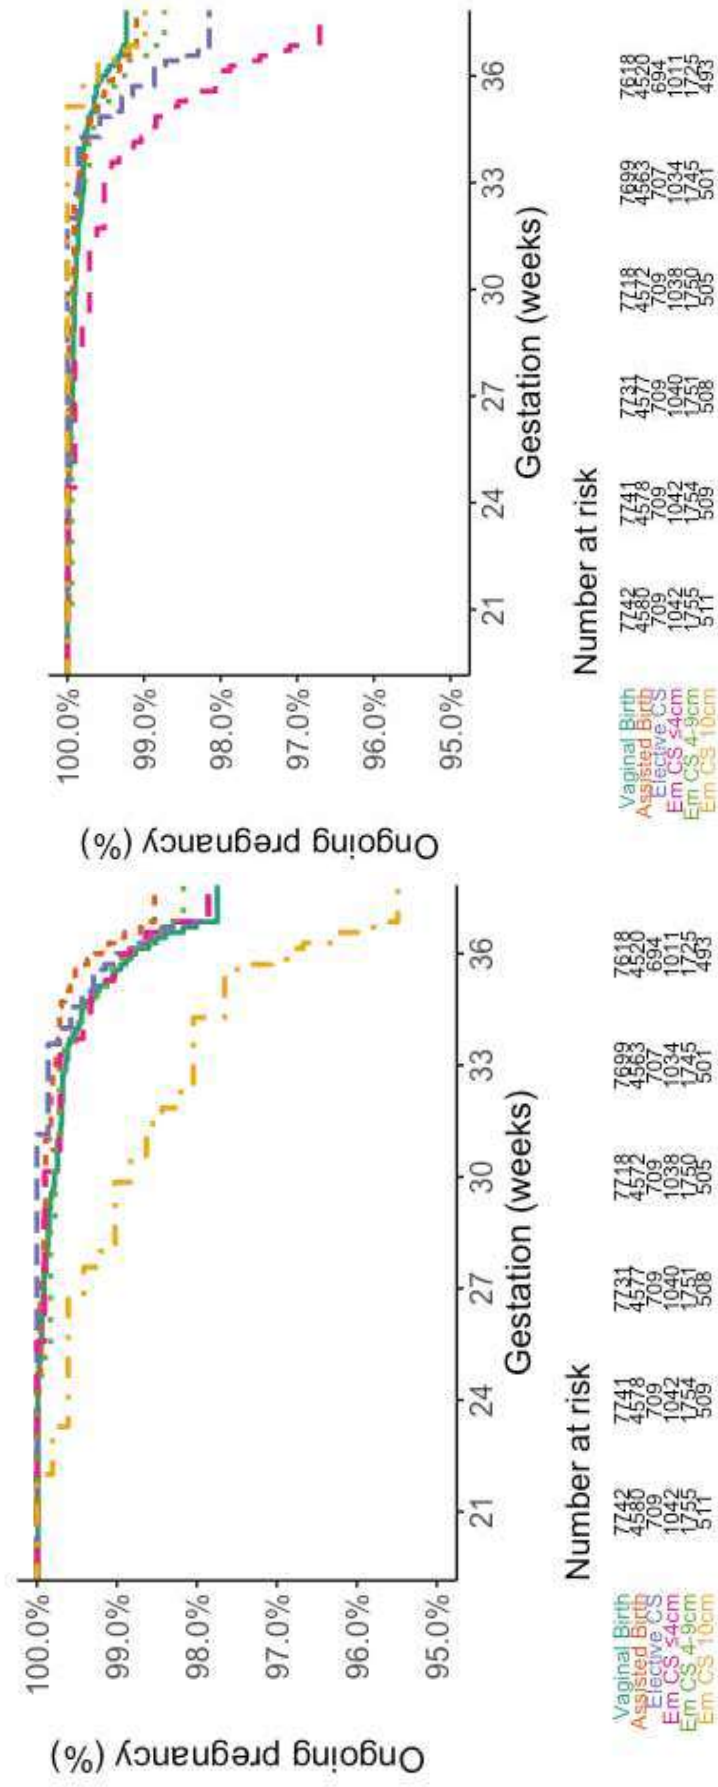 Ongoing pregnancy (%)
100.0%
99.0%
98.0%
97.0%
96.0%
95.0%
21 24 27 30 33 36
Gestation (weeks)
Number at risk
Vaginal Birth 7742 7741 7731 7718 7699 7618
Assisted Birth 4580 4578 4577 4572 4563 4520
Elective CS 709 709 709 709 707 694
Em CS ≤4cm 1042 1042 1040 1038 1034 1011
Em CS 4-9cm 1755 1754 1751 1750 1745 1725
Em CS 10cm 511 509 508 505 501 493
Ongoing pregnancy (%)
100.0%
99.0%
98.0%
97.0%
96.0%
95.0%
21 24 27 30 33 36
Gestation (weeks)
Number at risk
Vaginal Birth 7742 7741 7731 7718 7699 7618
Assisted Birth 4580 4578 4577 4572 4563 4520
Elective CS 709 709 709 709 707 694
Em CS ≤4cm 1042 1042 1040 1038 1034 1011
Em CS 4-9cm 1755 1754 1751 1750 1745 1725
Em CS 10cm 511 509 508 505 501 493